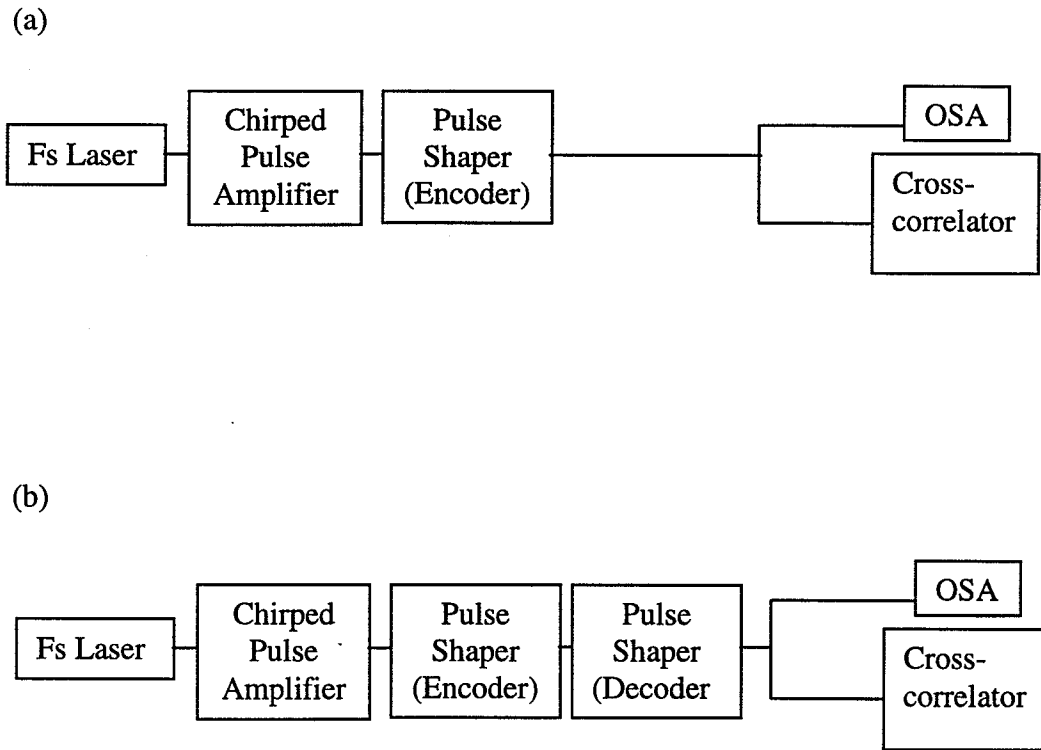 (a)
Fs Laser
Chirped
Pulse
Amplifier
Pulse
Shaper
(Encoder)
OSA
Cross-
correlator
(b)
Fs Laser
Chirped
Pulse
Amplifier
Pulse
Shaper
(Encoder)
Pulse
Shaper
(Decoder
OSA
Cross-
correlator